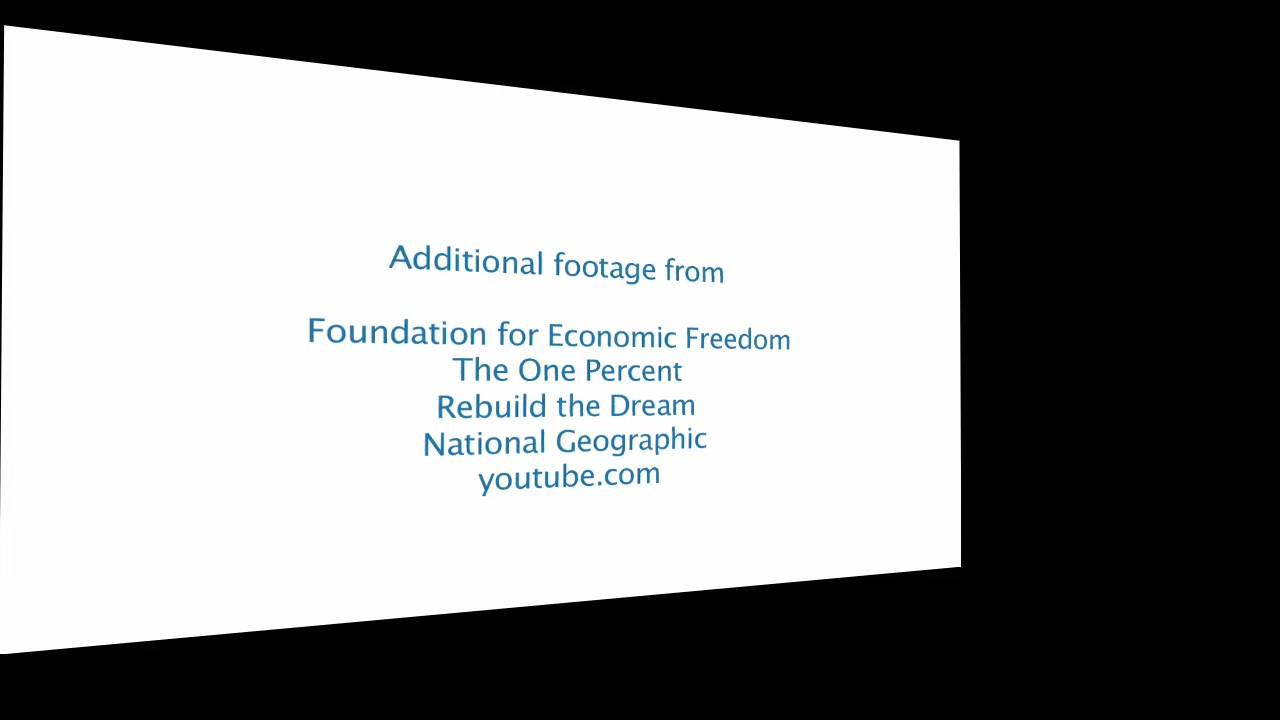 Additional footage from
Foundation for Economic Freedom
The One Percent
Rebuild the Dream
National Geographic
youtube.com